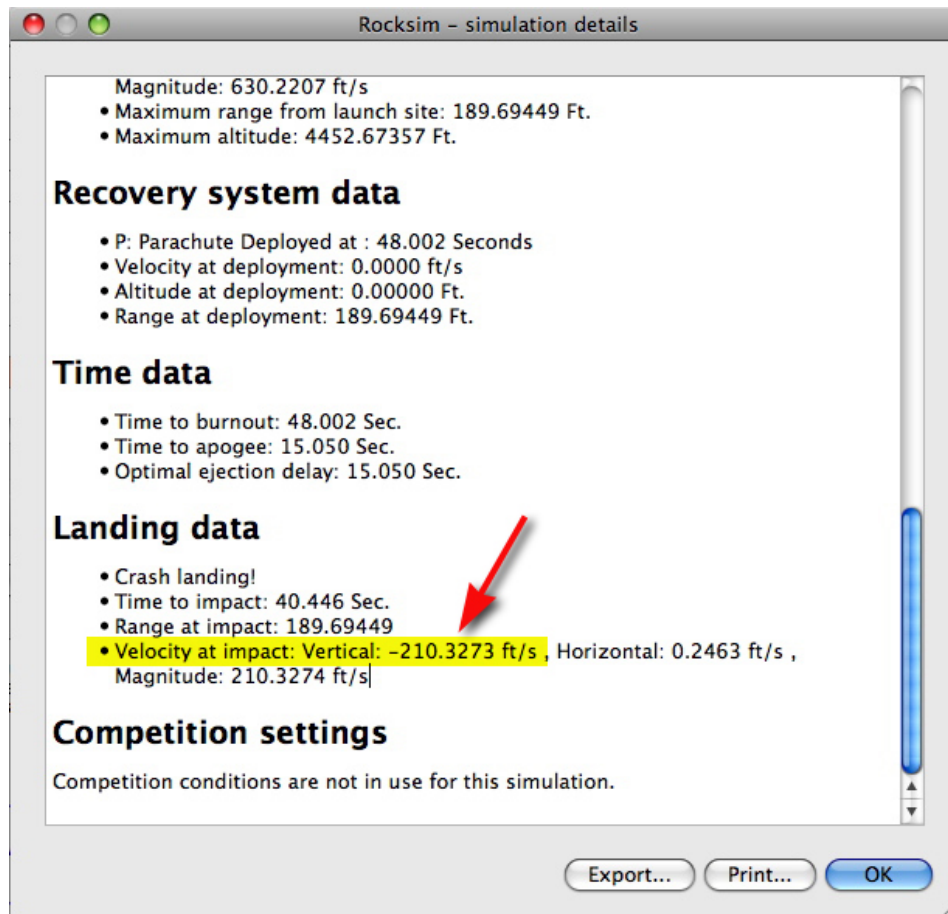 Rocksim – simulation details
Magnitude: 630.2207 ft/s
• Maximum range from launch site: 189.69449 Ft.
• Maximum altitude: 4452.67357 Ft.
Recovery system data
• P: Parachute Deployed at : 48.002 Seconds
• Velocity at deployment: 0.0000 ft/s
• Altitude at deployment: 0.00000 Ft.
• Range at deployment: 189.69449 Ft.
Time data
• Time to burnout: 48.002 Sec.
• Time to apogee: 15.050 Sec.
• Optimal ejection delay: 15.050 Sec.
Landing data
• Crash landing!
• Time to impact: 40.446 Sec.
• Range at impact: 189.69449
• Velocity at impact: Vertical: -210.3273 ft/s , Horizontal: 0.2463 ft/s ,
Magnitude: 210.3274 ft/s
Competition settings
Competition conditions are not in use for this simulation.
Export... Print... OK